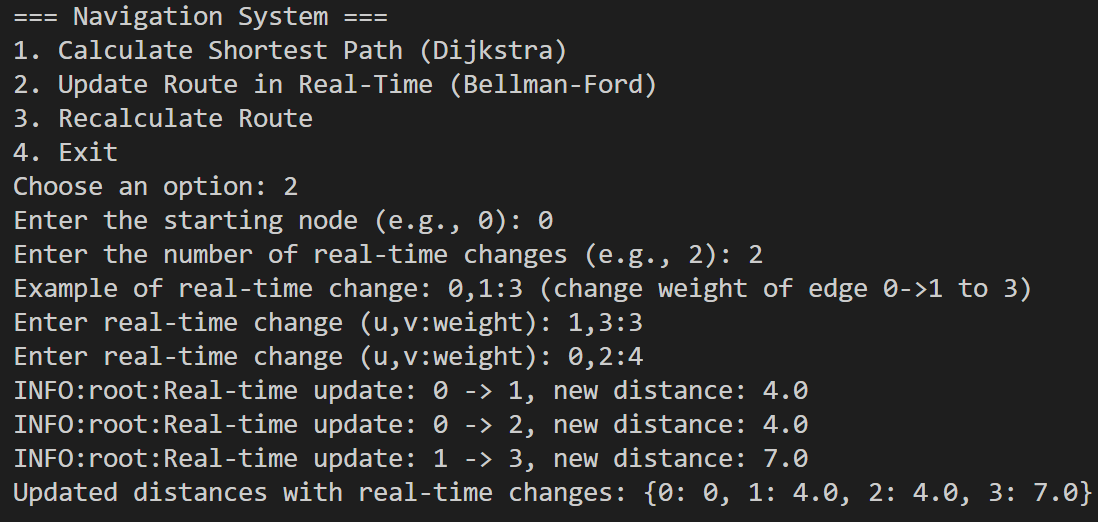 === Navigation System ===
1. Calculate Shortest Path (Dijkstra)
2. Update Route in Real-Time (Bellman-Ford)
3. Recalculate Route
4. Exit
Choose an option: 2
Enter the starting node (e.g., 0): 0
Enter the number of real-time changes (e.g., 2): 2
Example of real-time change: 0,1:3 (change weight of edge 0->1 to 3)
Enter real-time change (u,v:weight): 1,3:3
Enter real-time change (u,v:weight): 0,2:4
INFO:root:Real-time update: 0 -> 1, new distance: 4.0
INFO:root:Real-time update: 0 -> 2, new distance: 4.0
INFO:root:Real-time update: 1 -> 3, new distance: 7.0
Updated distances with real-time changes: {0: 0, 1: 4.0, 2: 4.0, 3: 7.0}